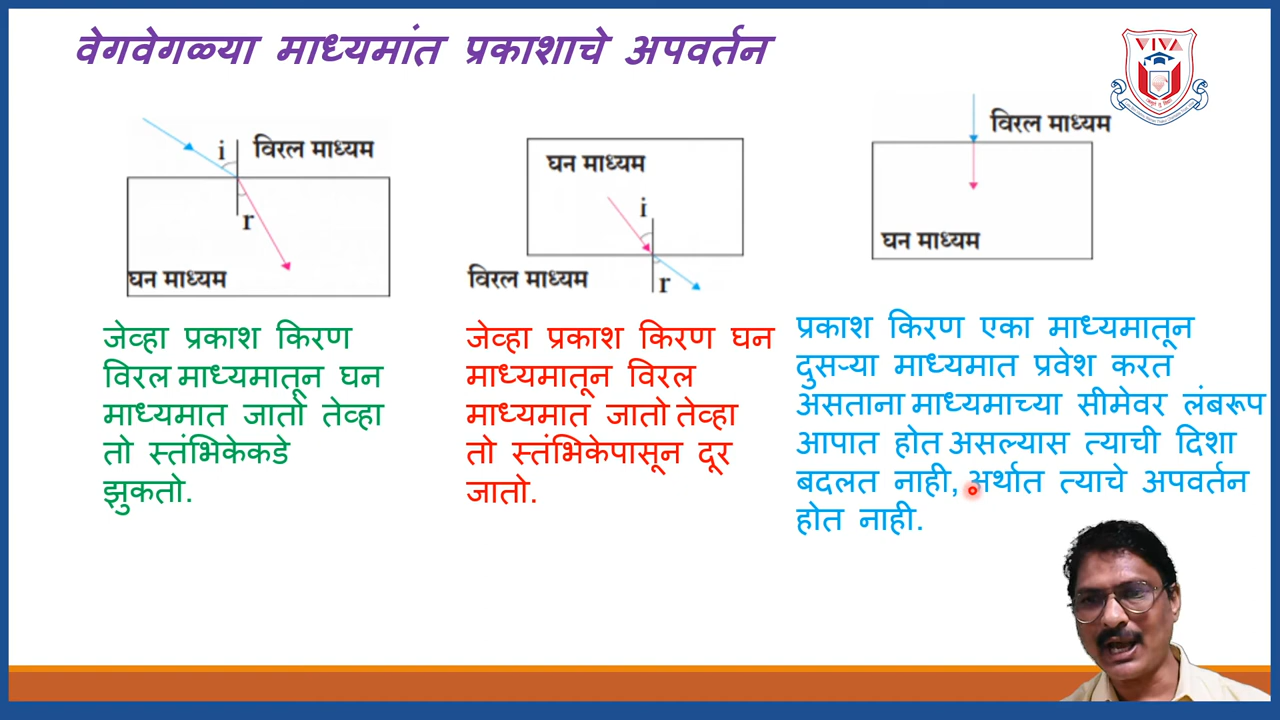 वेगवेगळ्या माध्यमांत प्रकाशाचे अपवर्तन
VIVA
i
विरल माध्यम
r
घन माध्यम
घन माध्यम
i
विरल माध्यम
r
विरल माध्यम
घन माध्यम
जेव्हा प्रकाश किरण
विरल माध्यमातून घन
माध्यमात जातो तेव्हा
तो स्तंभिकेकडे
झुकतो.
जेव्हा प्रकाश किरण घन
माध्यमातून विरल
माध्यमात जातो तेव्हा
तो स्तंभिकेपासून दूर
जातो.
प्रकाश किरण एका माध्यमातून
दुसऱ्या माध्यमात प्रवेश करत
असताना माध्यमाच्या सीमेवर लंबरूप
आपात होत असल्यास त्याची दिशा
बदलत नाही, अर्थात त्याचे अपवर्तन
होत नाही.